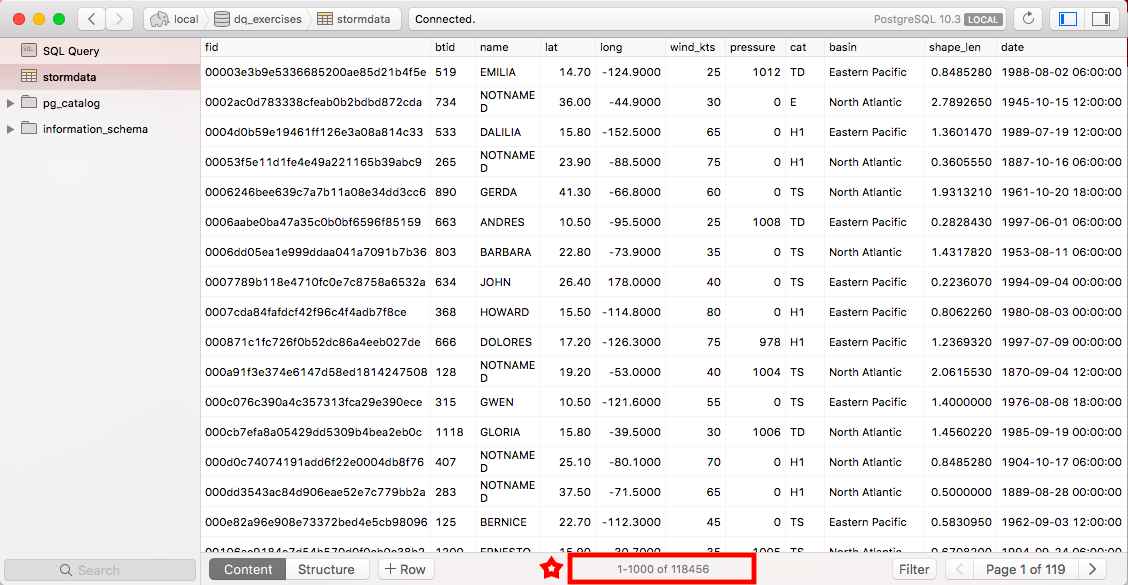 local dq_exercises stormdata Connected. PostgreSQL 10.3 LOCAL
SQL SQL Query
stormdata
pg_catalog
information_schema
fid btid name lat long wind_kts pressure cat basin shape_len date
00003e3b9e5336685200ae85d21b4f5e 519 EMILIA 14.70 -124.9000 25 1012 TD Eastern Pacific 0.8485280 1988-08-02 06:00:00
0002ac0d783338cfeab0b2bdbd872cda 734 NOTNAME D 36.00 -44.9000 30 0 E North Atlantic 2.7892650 1945-10-15 12:00:00
0004d0b59e19461ff126e3a08a814c33 533 DALILIA 15.80 -152.5000 65 0 H1 Eastern Pacific 1.3601470 1989-07-19 12:00:00
00053f5e11d1fe4e49a221165b39abc9 265 NOTNAME D 23.90 -88.5000 75 0 H1 North Atlantic 0.3605550 1887-10-16 06:00:00
0006246bee639c7a7b11a08e34dd3cc6 890 GERDA 41.30 -66.8000 60 0 TS North Atlantic 1.9313210 1961-10-20 18:00:00
0006aabe0ba47a35c0b0bf6596f85159 663 ANDRES 10.50 -95.5000 25 1008 TD Eastern Pacific 0.2828430 1997-06-01 06:00:00
0006dd05ea1e999ddaa041a7091b7b36 803 BARBARA 22.80 -73.9000 35 0 TS North Atlantic 1.4317820 1953-08-11 06:00:00
0007789b118e4710fc0e7c8758a6532a 634 JOHN 26.40 178.0000 40 0 TS Eastern Pacific 0.2236070 1994-09-04 00:00:00
0007cda84fafdcf42f96c4f4adb7f8ce 368 HOWARD 15.50 -114.8000 80 0 H1 Eastern Pacific 0.8062260 1980-08-03 00:00:00
000871c1fc726f0b52dc86a4eeb027de 666 DOLORES 17.20 -126.3000 75 978 H1 Eastern Pacific 1.2369320 1997-07-09 00:00:00
000a91f3e374e6147d58ed1814247508 128 NOTNAME D 19.20 -53.0000 40 1004 TS North Atlantic 2.0615530 1870-09-04 12:00:00
000c076c390a4c357313fca29e390ece 315 GWEN 10.50 -121.6000 55 0 TS Eastern Pacific 1.4000000 1976-08-08 18:00:00
000cb7efa8a05429dd5309b4bea2eb0c 1118 GLORIA 15.80 -39.5000 30 1006 TD North Atlantic 1.4560220 1985-09-19 00:00:00
000d0c74074191add6f22e0004db8f76 407 NOTNAME D 25.10 -80.1000 70 0 H1 North Atlantic 0.8485280 1904-10-17 06:00:00
000dd3543ac84d906eae52e7c779bb2a 283 NOTNAME D 37.50 -71.5000 65 0 H1 North Atlantic 0.5000000 1889-08-28 00:00:00
000e82a96e908e73372bed4e5cb98096 125 BERNICE 22.70 -112.3000 45 0 TS Eastern Pacific 0.5830950 1962-09-03 12:00:00
1200 ERNESTO 15.90 -30.7000 35 1005 TS North Atlantic 0.6708200 1994-09-24 06:00:00
Search Content Structure + Row 1-1000 of 118456 Filter Page 1 of 119